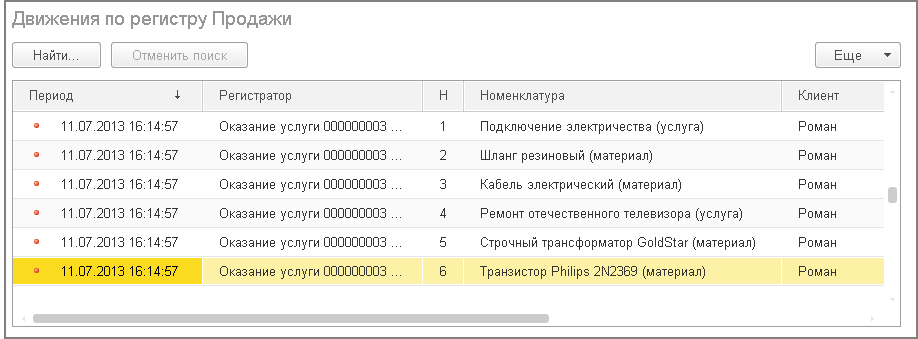 Движения по регистру Продажи
Найти... Отменить поиск Еще
Период Регистратор Н Номенклатура Клиент
11.07.2013 16:14:57 Оказание услуги 000000003 ... 1 Подключение электричества (услуга) Роман
11.07.2013 16:14:57 Оказание услуги 000000003 ... 2 Шланг резиновый (материал) Роман
11.07.2013 16:14:57 Оказание услуги 000000003 ... 3 Кабель электрический (материал) Роман
11.07.2013 16:14:57 Оказание услуги 000000003 ... 4 Ремонт отечественного телевизора (услуга) Роман
11.07.2013 16:14:57 Оказание услуги 000000003 ... 5 Строчный трансформатор GoldStar (материал) Роман
11.07.2013 16:14:57 Оказание услуги 000000003 ... 6 Транзистор Philips 2N2369 (материал) Роман